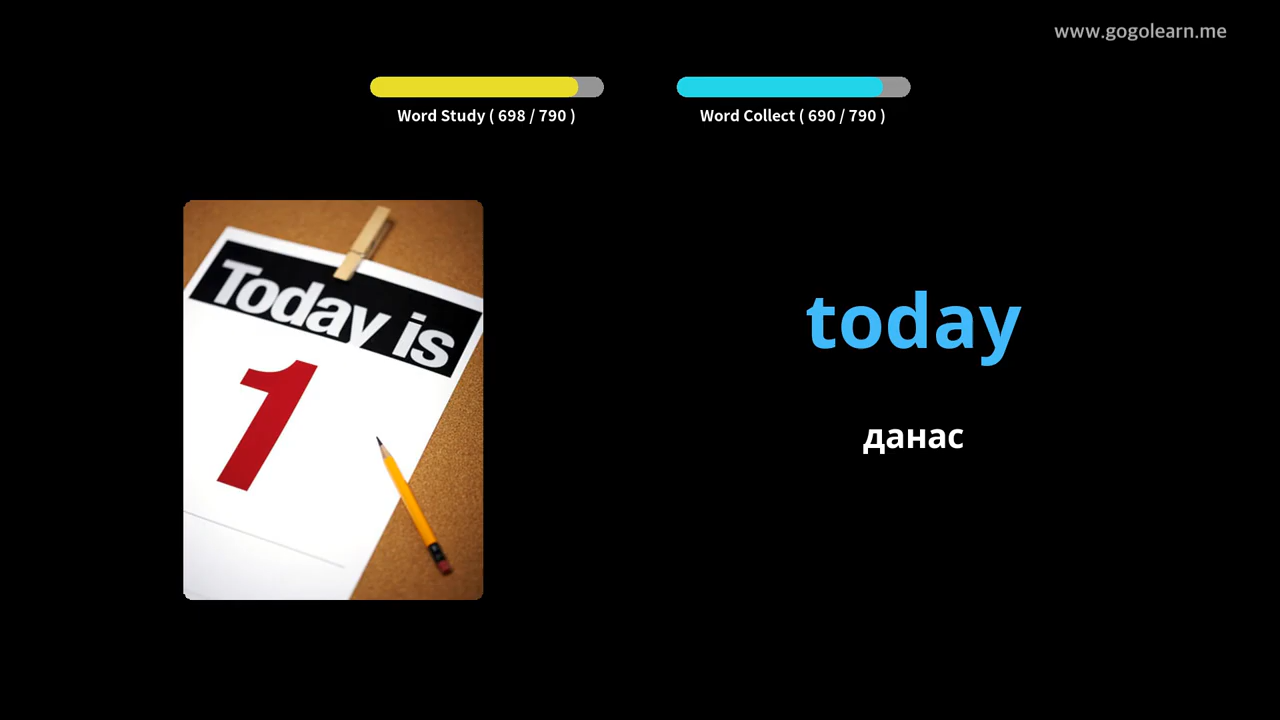 www.gogolearn.me
Word Study ( 698 / 790 )
Word Collect ( 690 / 790 )
Today is
1
today
данас